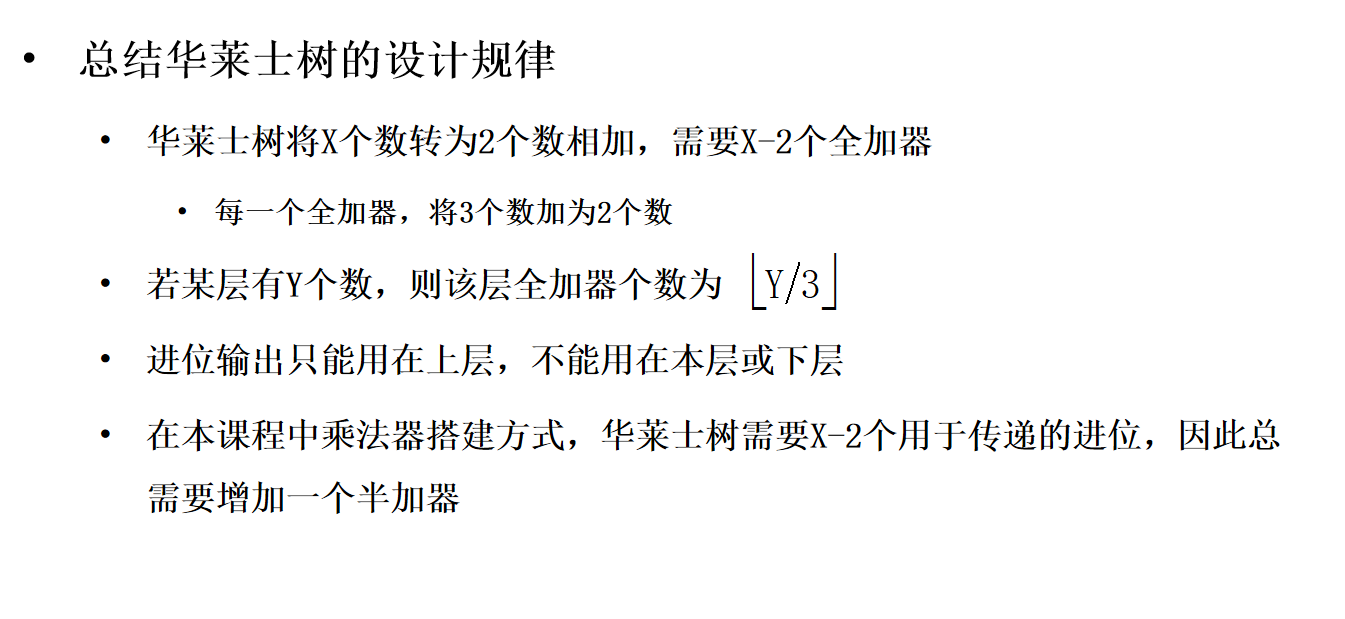 • 总结华莱士树的设计规律
• 华莱士树将X个数转为2个数相加，需要X-2个全加器
• 每一个全加器，将3个数加为2个数
• 若某层有Y个数，则该层全加器个数为 ⌊Y/3⌋
• 进位输出只能用在上层，不能用在本层或下层
• 在本课程中乘法器搭建方式，华莱士树需要X-2个用于传递的进位，因此总
需要增加一个半加器